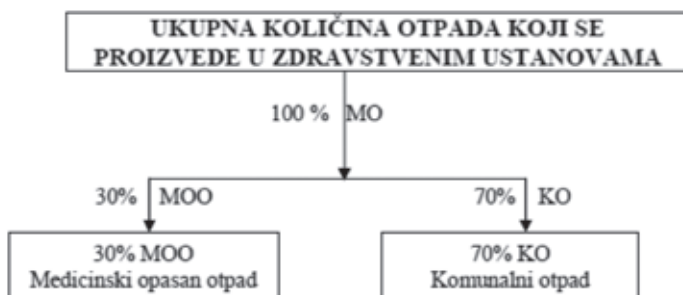 UKUPNA KOLIČINA OTPADA KOJI SE
PROIZVEDE U ZDRAVSTVENIM USTANOVAMA
100 % MO
30% MOO
70% KO
30% MOO
Medicinski opasan otpad
70% KO
Komunalni otpad